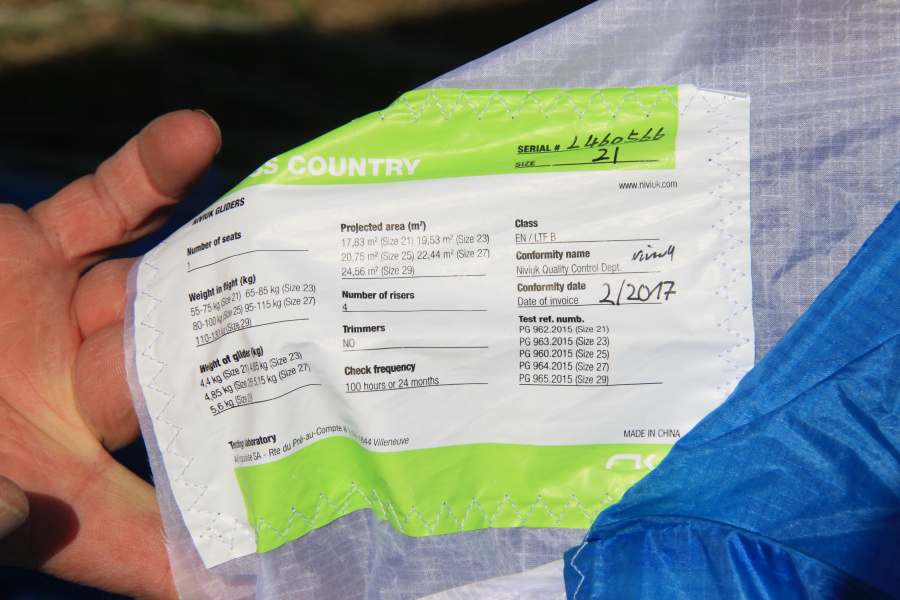 COUNTRY
SERIAL # L460566
SIZE 21
www.niviuk.com
NIVIUK GLIDERS
Number of seats
1
Weight in flight (kg)
55-75 kg (Size 21) 65-85 kg (Size 23)
80-100 kg (Size 25) 95-115 kg (Size 27)
kg (Size 29)
Weight of glider (kg)
4,4 kg (Size 21) 4,65 kg (Size 23)
4,85 kg (Size 25) 5,15 kg (Size 27)
5,6 kg (Size 29)
Testing laboratory
SA - Rte du Pré-au-Compte Villeneuve
Projected area (m²)
17,83 m² (Size 21) 19,53 m² (Size 23)
20,75 m² (Size 25) 22,44 m² (Size 27)
24,56 m² (Size 29)
Number of risers
4
Trimmers
NO
Check frequency
100 hours or 24 months
Class
EN / LTF B
Conformity name
Niviuk Quality Control Dept.
Conformity date
Date of invoice 2/2017
Test ref. numb.
PG 962.2015 (Size 21)
PG 963.2015 (Size 23)
PG 960.2015 (Size 25)
PG 964.2015 (Size 27)
PG 965.2015 (Size 29)
MADE IN CHINA